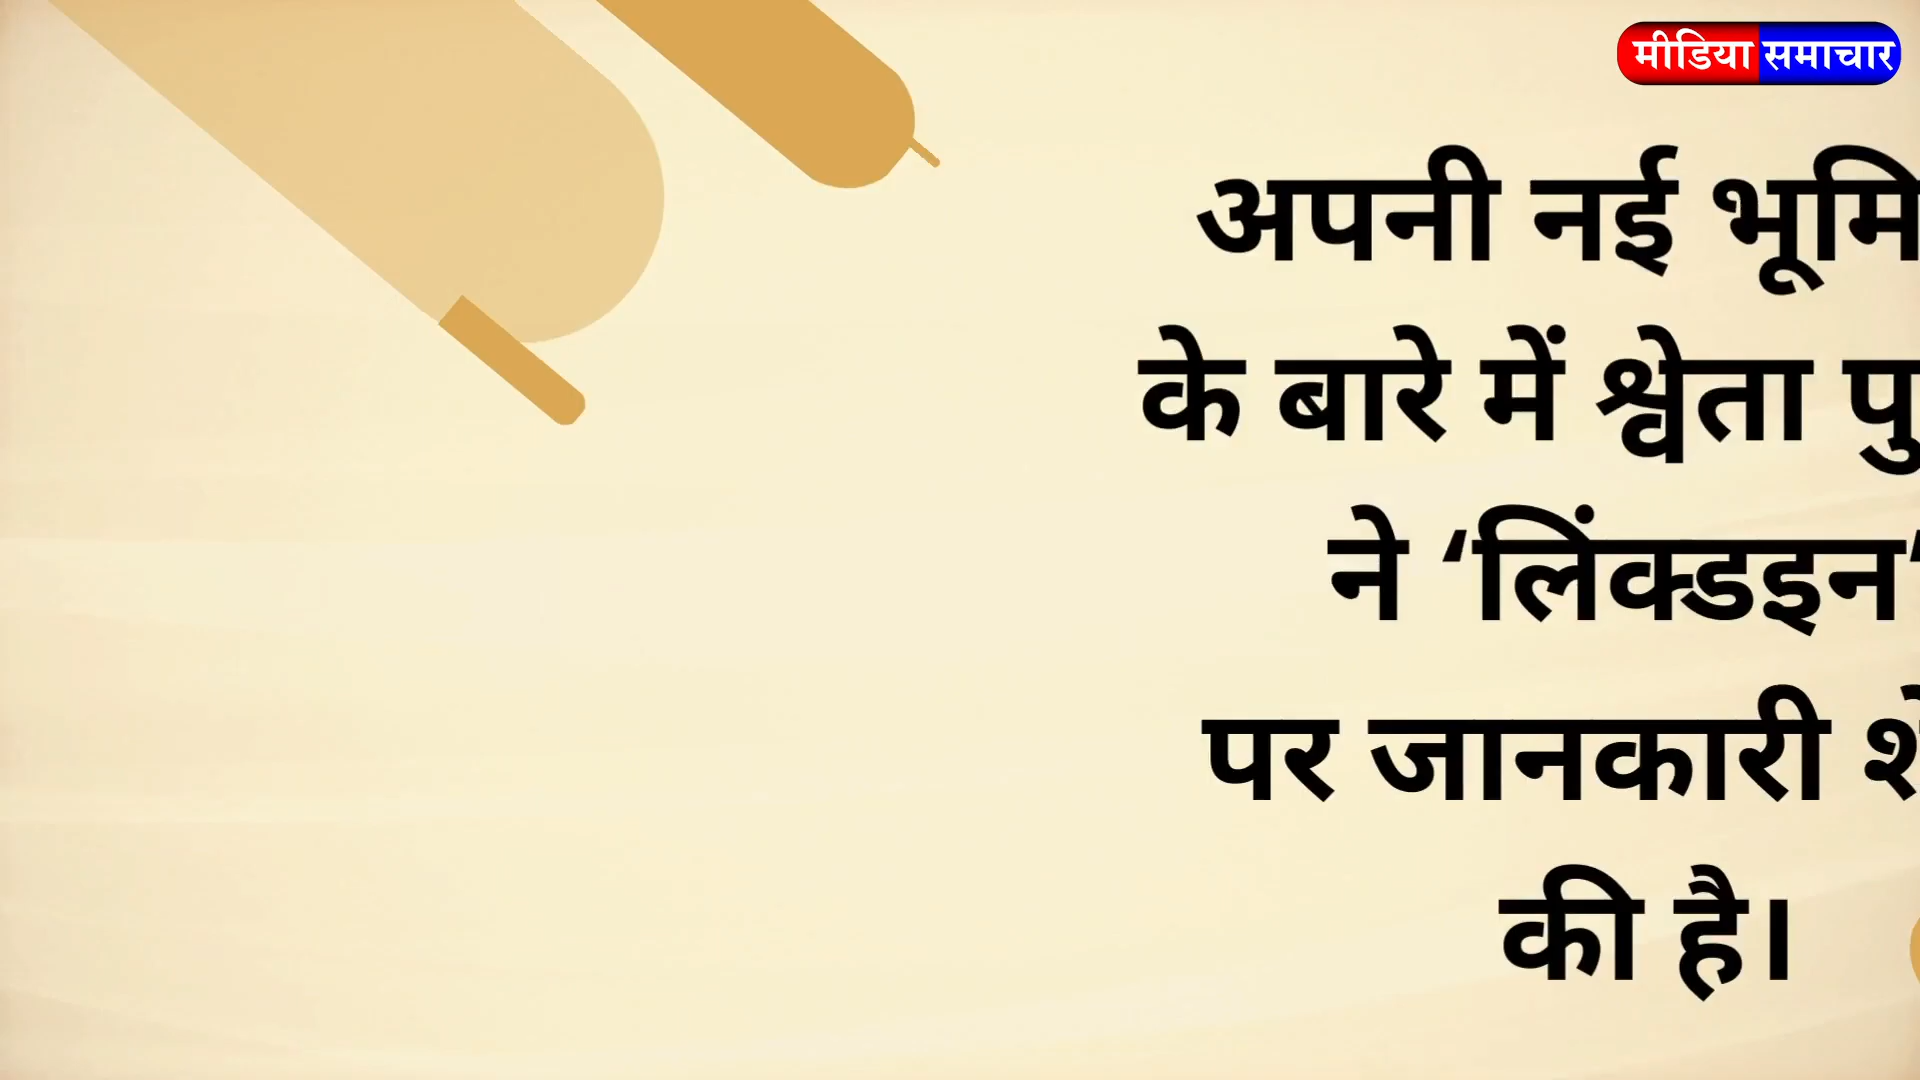 मीडिया समाचार
अपनी नई
के बारे में श्वेता
ने ‘लिंक्डइन’
पर जानकारी
की है।